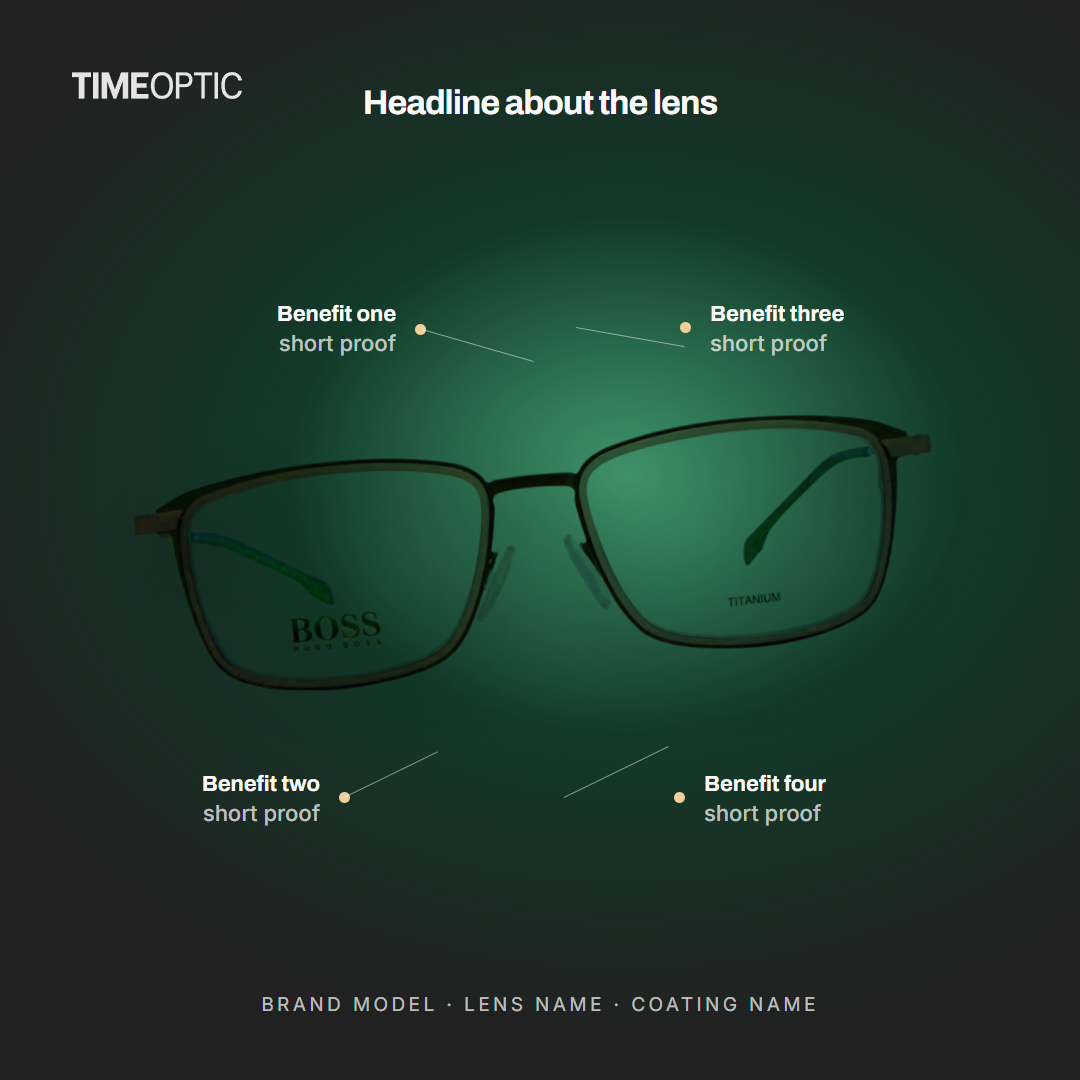 TIMEOPTIC
Headline about the lens
Benefit one
short proof
Benefit three
short proof
BOSS
HUGO BOSS
TITANIUM
Benefit two
short proof
Benefit four
short proof
BRAND MODEL · LENS NAME · COATING NAME